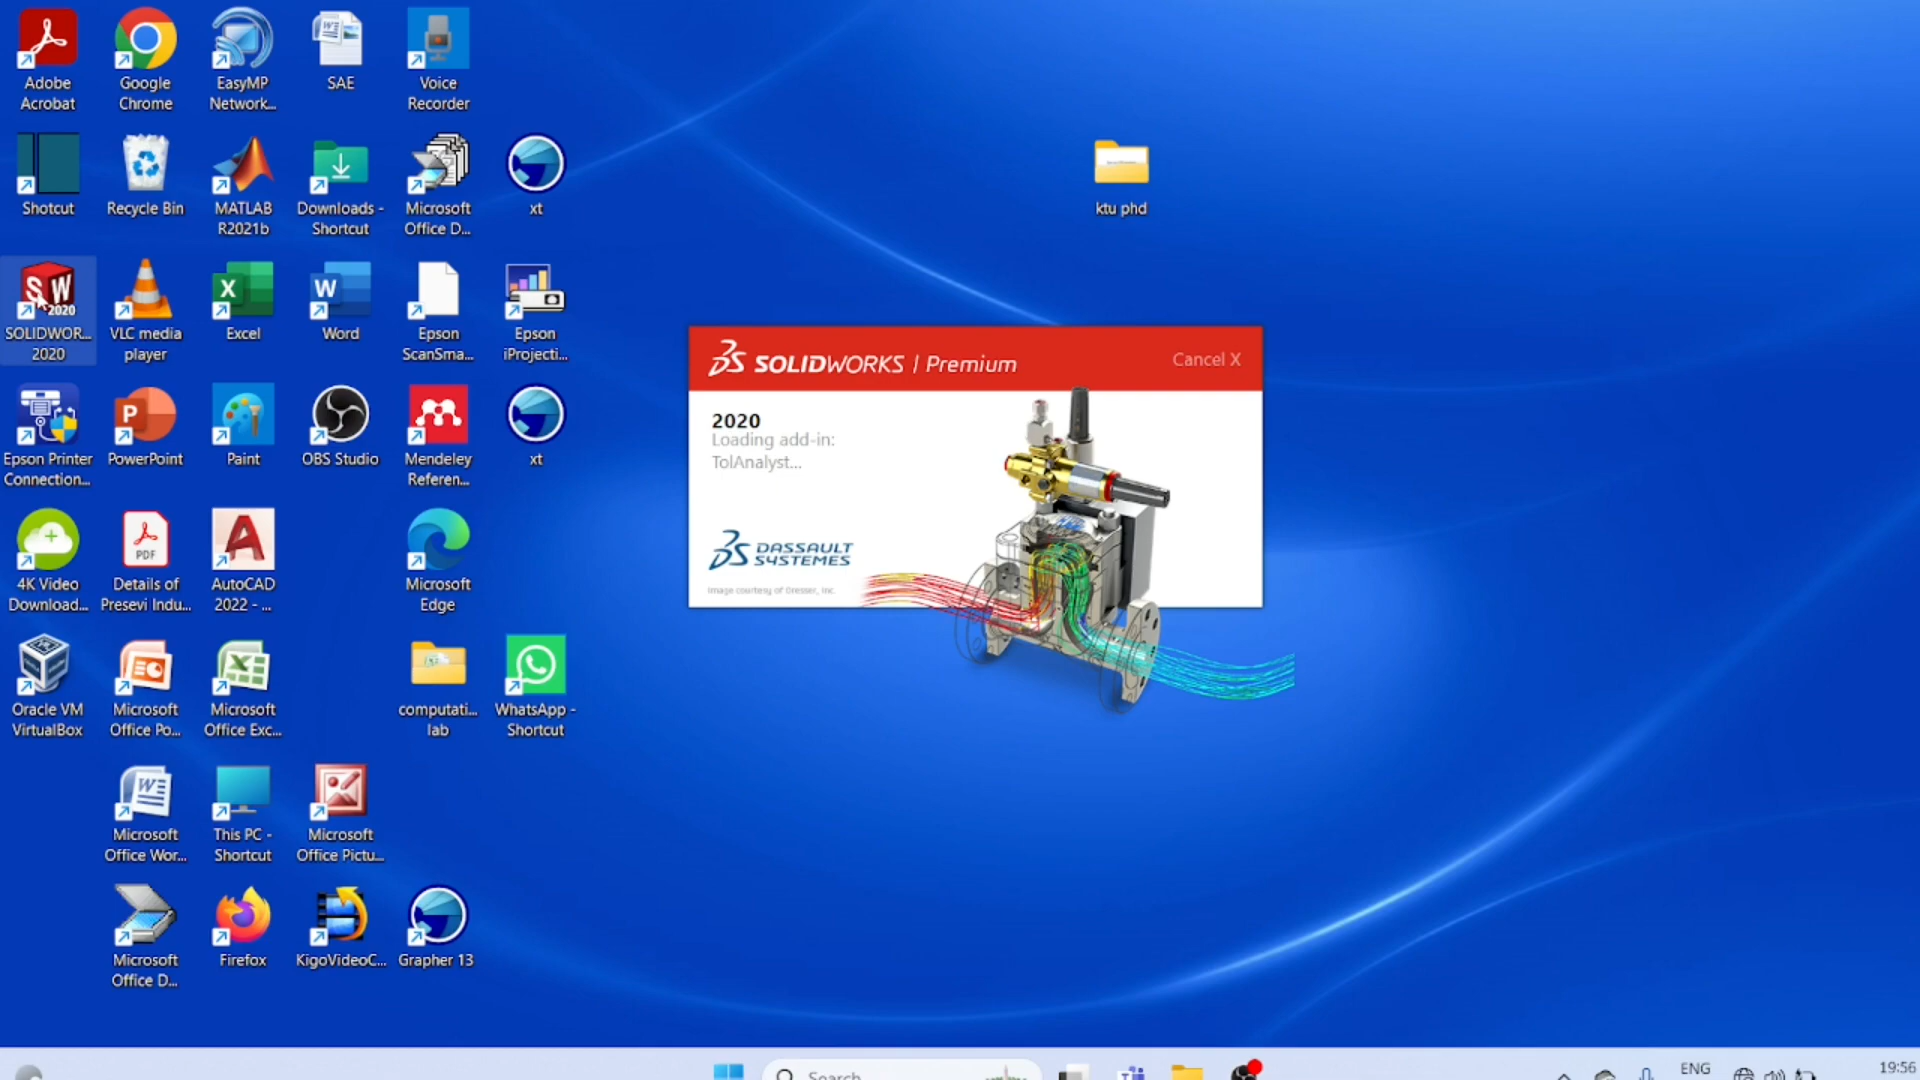 Adobe
Acrobat
Google
Chrome
EasyMP
Network...
SAE
Voice
Recorder
Shotcut
Recycle Bin
MATLAB
R2021b
Downloads -
Shortcut
Microsoft
Office D...
xt
ktu phd
SW
2020
SOLIDWOR...
2020
VLC media
player
Excel
Word
Epson
ScanSma...
Epson
iProjecti...
3S SOLIDWORKS | Premium
Cancel X
2020
Loading add-in:
TolAnalyst...
3S DASSAULT
SYSTEMES
Image courtesy of Dresser, Inc.
Epson Printer
Connection...
PowerPoint
Paint
OBS Studio
Mendeley
Referen...
xt
4K Video
Download...
PDF
Details of
Presevi Indu...
AutoCAD
2022 - ...
Microsoft
Edge
Oracle VM
VirtualBox
Microsoft
Office Po...
Microsoft
Office Exc...
computati...
lab
WhatsApp -
Shortcut
Microsoft
Office Wor...
This PC -
Shortcut
Microsoft
Office Pictu...
Microsoft
Office D...
Firefox
KigoVideoC...
Grapher 13
Search
ENG
19:56